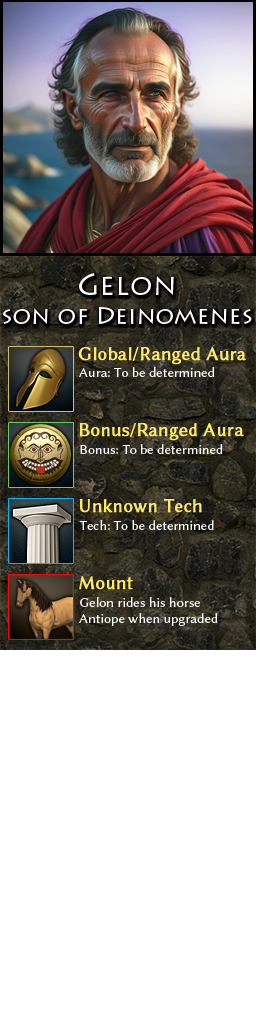 Gelon
son of Deinomenes
Global/Ranged Aura
Aura: To be determined
Bonus/Ranged Aura
Bonus: To be determined
Unknown Tech
Tech: To be determined
Mount
Gelon rides his horse
Antiope when upgraded